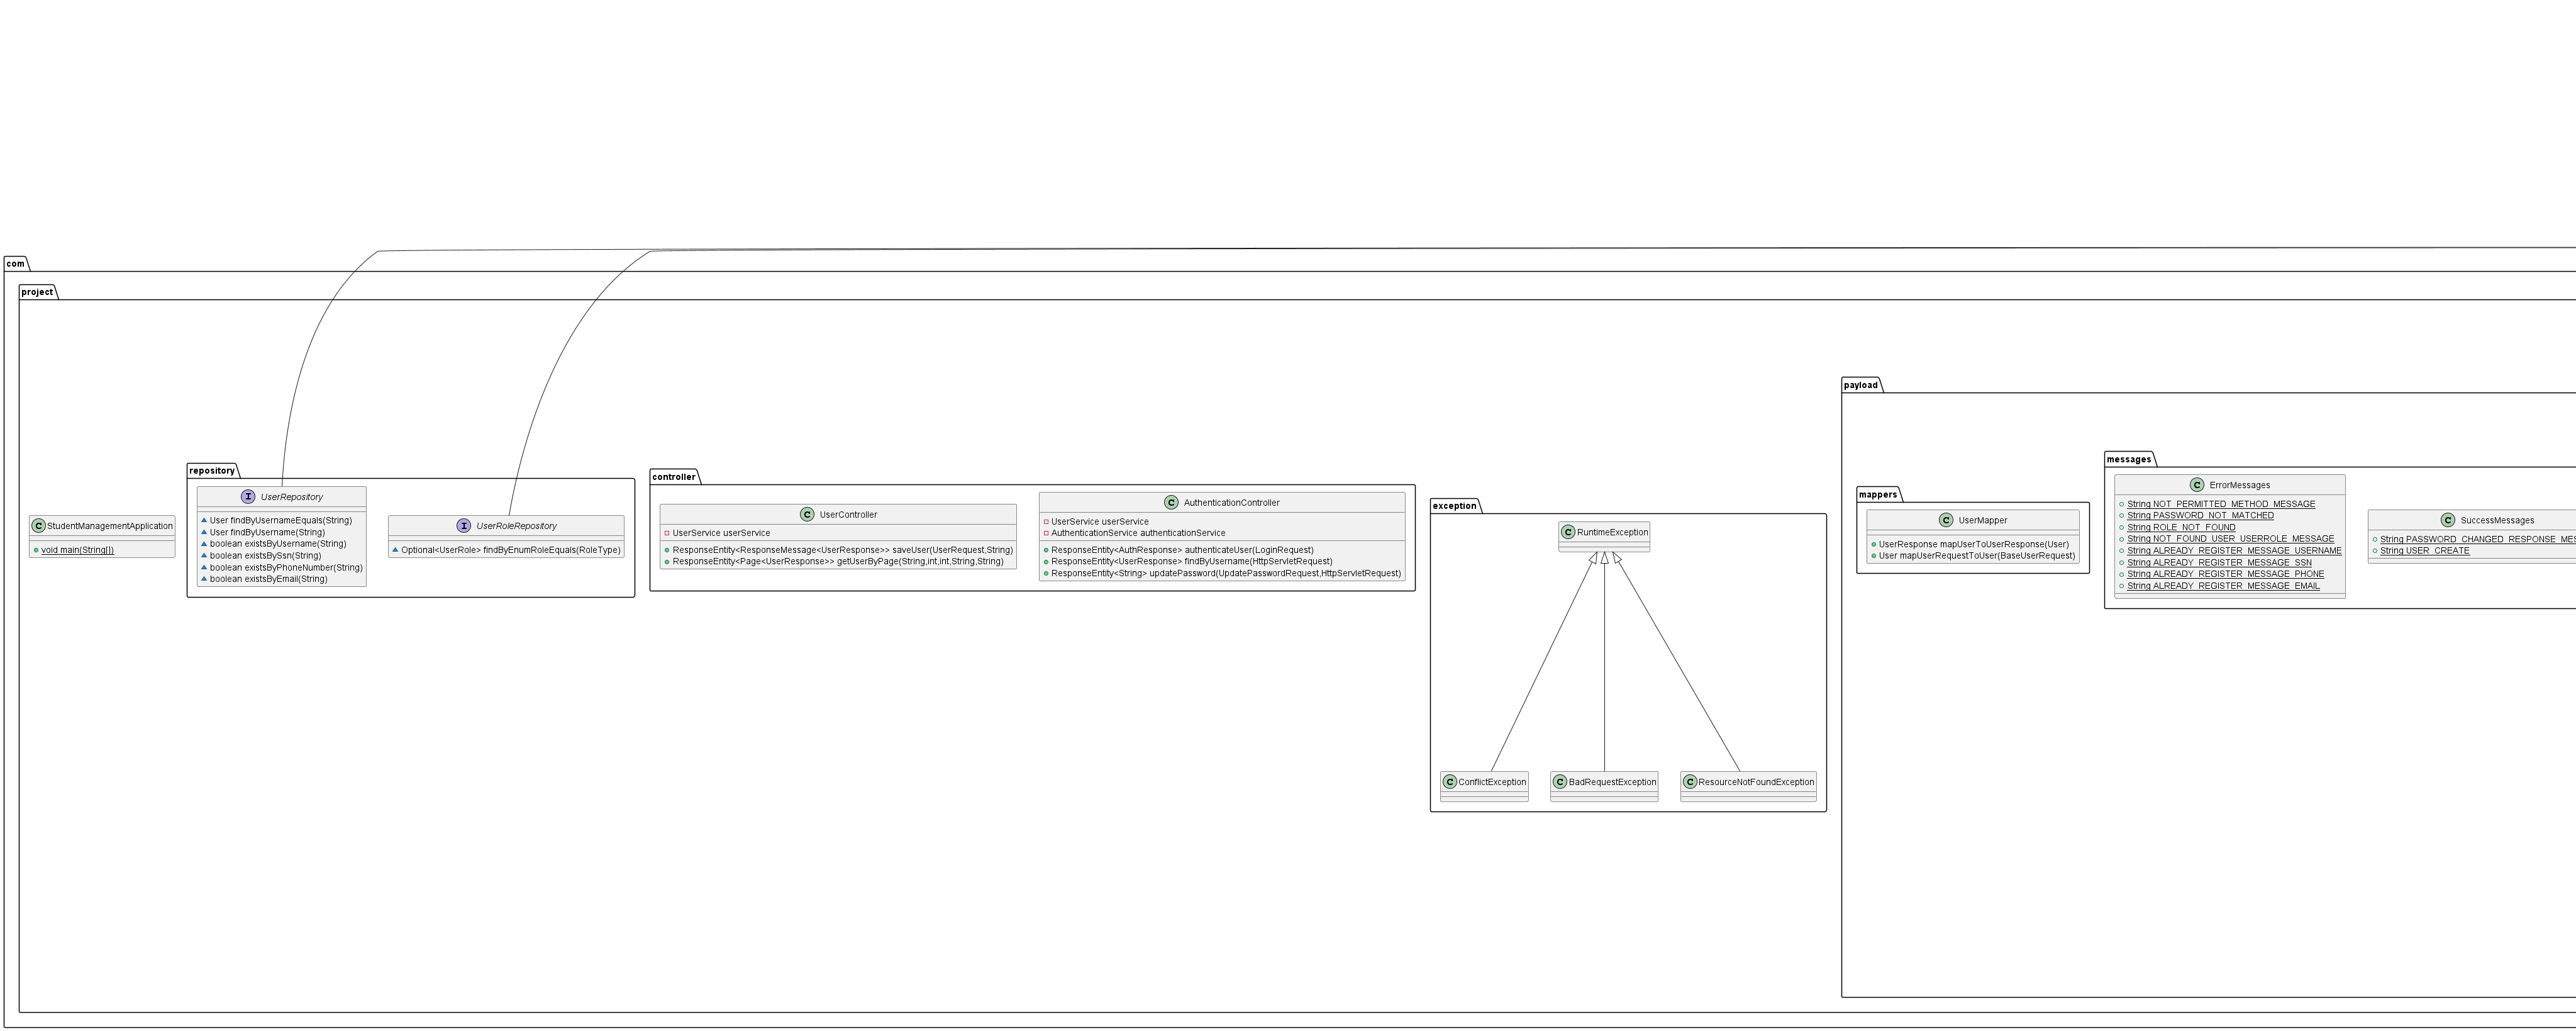 com
project
payload
repository
controller
messages
mappers
exception
StudentManagementApplication
void main(String[])
UserRepository
User findByUsernameEquals(String)
User findByUsername(String)
boolean existsByUsername(String)
boolean existsBySsn(String)
boolean existsByPhoneNumber(String)
boolean existsByEmail(String)
UserRoleRepository
Optional<UserRole> findByEnumRoleEquals(RoleType)
UserController
UserService userService
ResponseEntity<ResponseMessage<UserResponse>> saveUser(UserRequest,String)
ResponseEntity<Page<UserResponse>> getUserByPage(String,int,int,String,String)
AuthenticationController
UserService userService
AuthenticationService authenticationService
ResponseEntity<AuthResponse> authenticateUser(LoginRequest)
ResponseEntity<UserResponse> findByUsername(HttpServletRequest)
ResponseEntity<String> updatePassword(UpdatePasswordRequest,HttpServletRequest)
RuntimeException
ConflictException
BadRequestException
ResourceNotFoundException
UserMapper
UserResponse mapUserToUserResponse(User)
User mapUserRequestToUser(BaseUserRequest)
ErrorMessages
String NOT_PERMITTED_METHOD_MESSAGE
String PASSWORD_NOT_MATCHED
String ROLE_NOT_FOUND
String NOT_FOUND_USER_USERROLE_MESSAGE
String ALREADY_REGISTER_MESSAGE_USERNAME
String ALREADY_REGISTER_MESSAGE_SSN
String ALREADY_REGISTER_MESSAGE_PHONE
String ALREADY_REGISTER_MESSAGE_EMAIL
SuccessMessages
String PASSWORD_CHANGED_RESPONSE_MES
String USER_CREATE